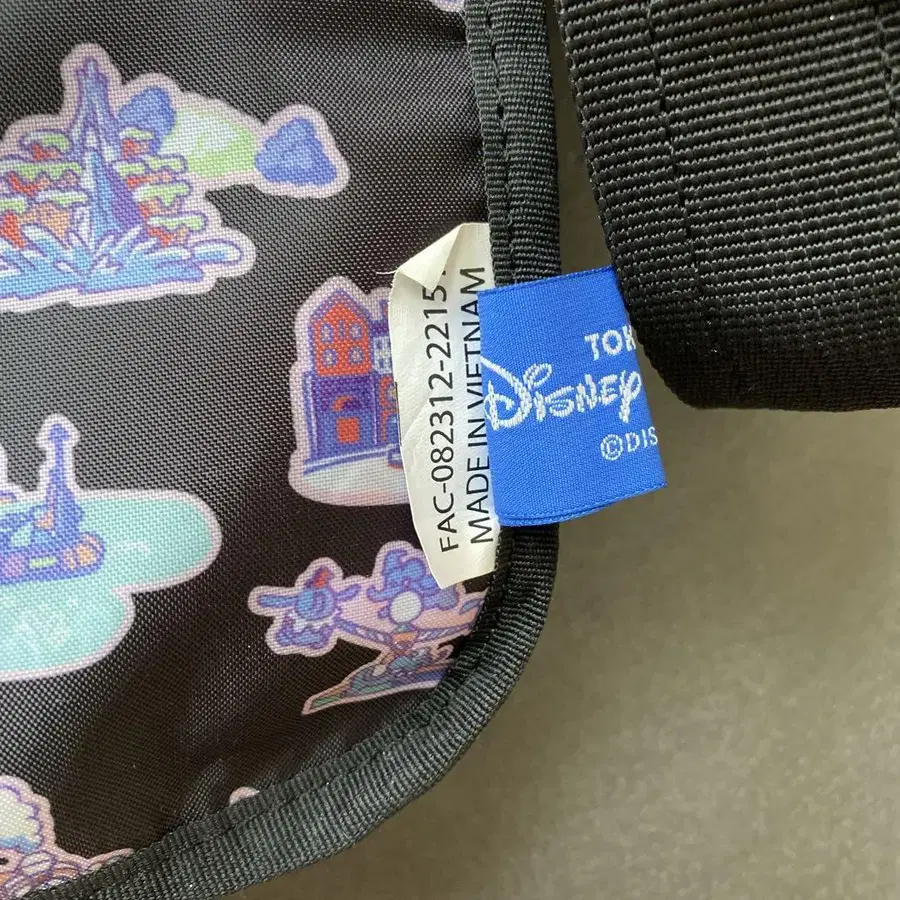 FAC-082312-2215
MADE IN VIETNAM
TOK
DISNEY
©DIS